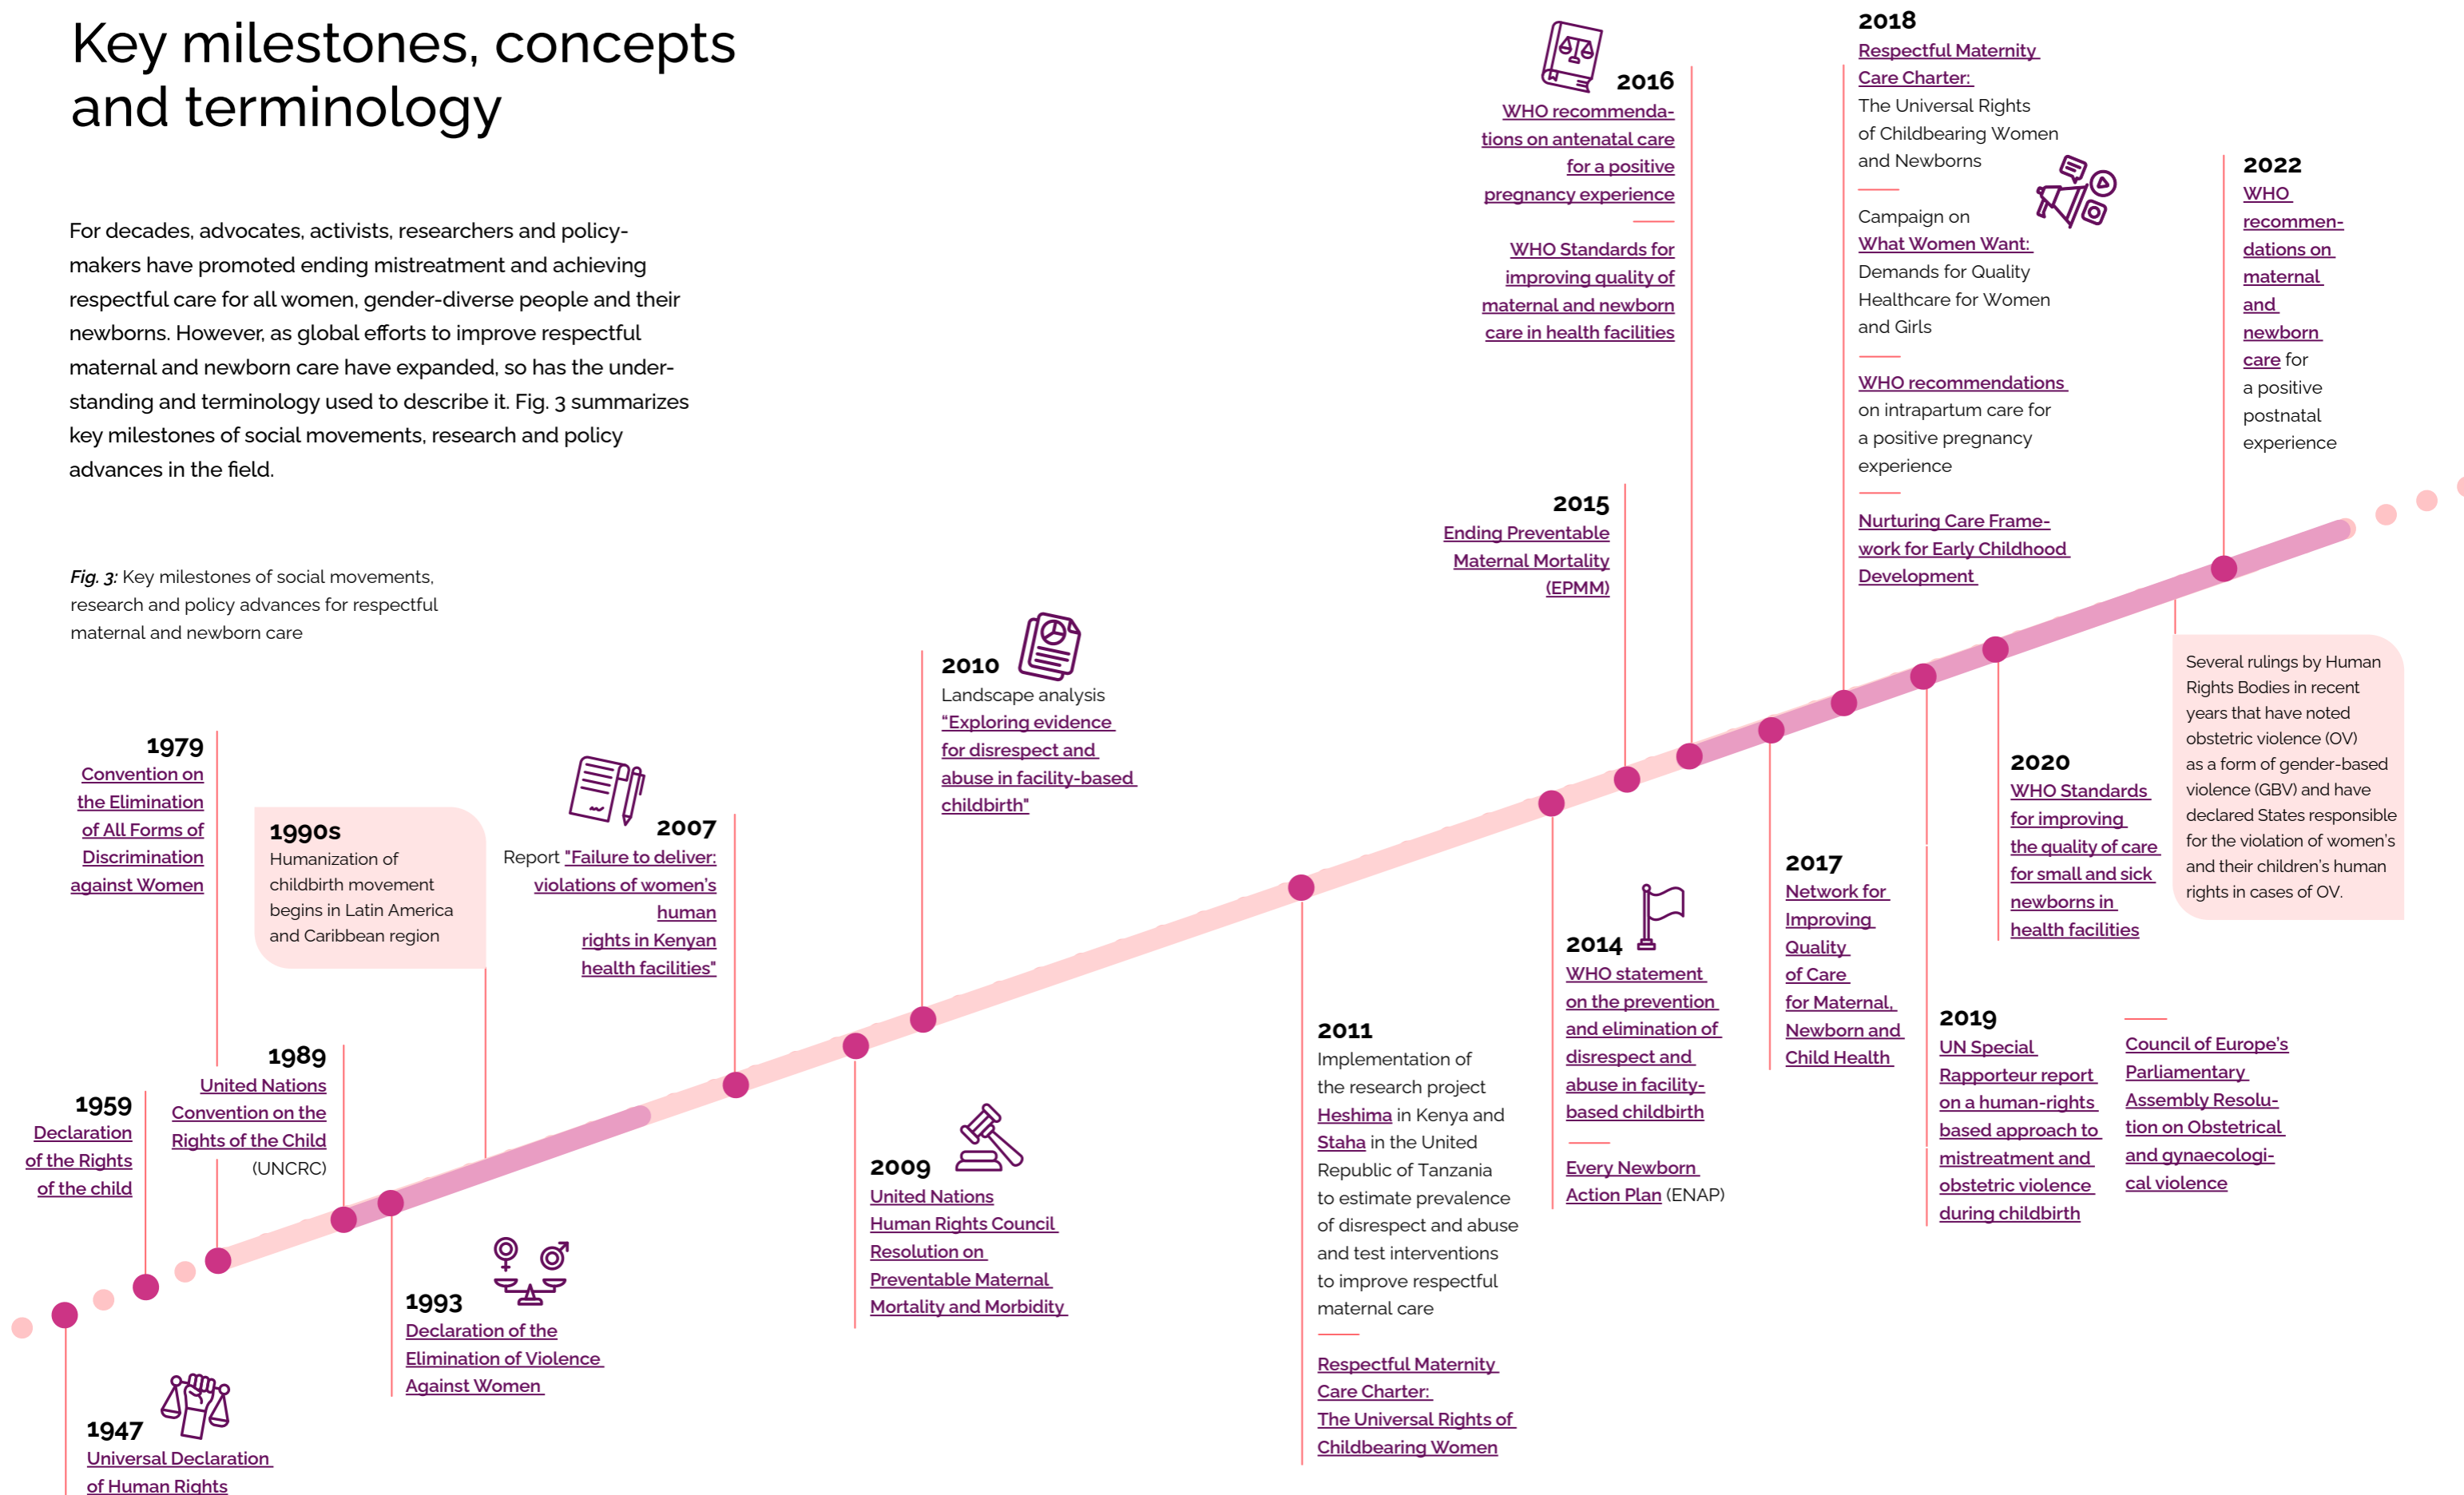 Key milestones, concepts
and terminology
For decades, advocates, activists, researchers and policy-
makers have promoted ending mistreatment and achieving
respectful care for all women, gender-diverse people and their
newborns. However, as global efforts to improve respectful
maternal and newborn care have expanded, so has the under-
standing and terminology used to describe it. Fig. 3 summarizes
key milestones of social movements, research and policy
advances in the field.
Fig. 3: Key milestones of social movements,
research and policy advances for respectful
maternal and newborn care
1947
Universal Declaration
of Human Rights
1959
Declaration
of the Rights
of the child
1979
Convention on
the Elimination
of All Forms of
Discrimination
against Women
1989
United Nations
Convention on the
Rights of the Child
(UNCRC)
1990s
Humanization of
childbirth movement
begins in Latin America
and Caribbean region
1993
Declaration of the
Elimination of Violence
Against Women
2007
Report "Failure to deliver:
violations of women's
human
rights in Kenyan
health facilities"
2009
United Nations
Human Rights Council
Resolution on
Preventable Maternal
Mortality and Morbidity
2010
Landscape analysis
“Exploring evidence
for disrespect and
abuse in facility-based
childbirth"
2011
Implementation of
the research project
Heshima in Kenya and
Staha in the United
Republic of Tanzania
to estimate prevalence
of disrespect and abuse
and test interventions
to improve respectful
maternal care
Respectful Maternity
Care Charter:
The Universal Rights of
Childbearing Women
2014
WHO statement
on the prevention
and elimination of
disrespect and
abuse in facility-
based childbirth
Every Newborn
Action Plan (ENAP)
2015
Ending Preventable
Maternal Mortality
(EPMM)
2016
WHO recommenda-
tions on antenatal care
for a positive
pregnancy experience
WHO Standards for
improving quality of
maternal and newborn
care in health facilities
2017
Network for
Improving
Quality
of Care
for Maternal,
Newborn and
Child Health
2018
Respectful Maternity
Care Charter:
The Universal Rights
of Childbearing Women
and Newborns
Campaign on
What Women Want:
Demands for Quality
Healthcare for Women
and Girls
WHO recommendations
on intrapartum care for
a positive pregnancy
experience
Nurturing Care Frame-
work for Early Childhood
Development
2019
UN Special
Rapporteur report
on a human-rights
based approach to
mistreatment and
obstetric violence
during childbirth
Council of Europe's
Parliamentary
Assembly Resolu-
tion on Obstetrical
and gynaecologi-
cal violence
2020
WHO Standards
for improving
the quality of care
for small and sick
newborns in
health facilities
2022
WHO
recommen-
dations on
maternal
and
newborn
care for
a positive
postnatal
experience
Several rulings by Human
Rights Bodies in recent
years that have noted
obstetric violence (OV)
as a form of gender-based
violence (GBV) and have
declared States responsible
for the violation of women's
and their children's human
rights in cases of OV.